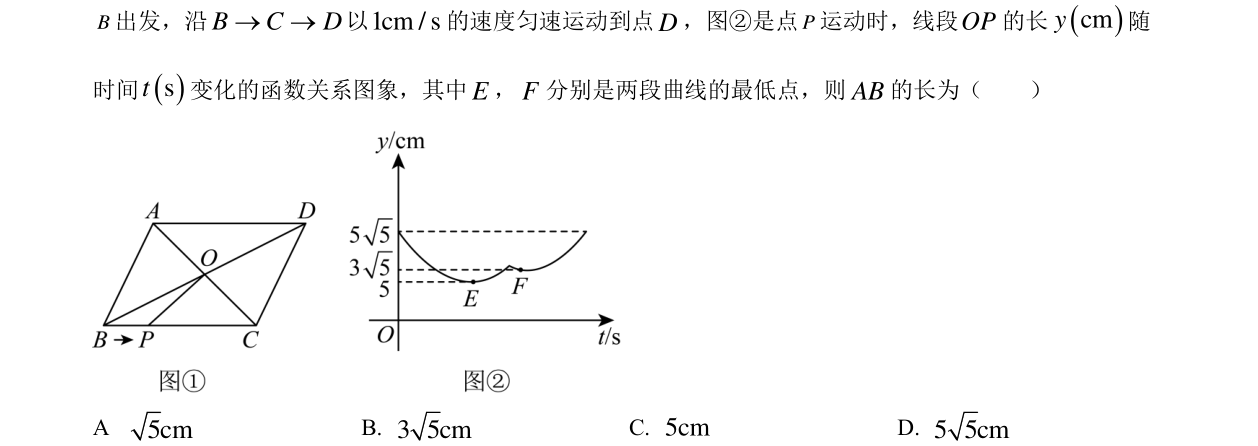 B 出发，沿 B → C → D 以 1cm / s 的速度匀速运动到点 D ，图②是点 P 运动时，线段 OP 的长 y(cm) 随
时间 t(s) 变化的函数关系图象，其中 E ， F 分别是两段曲线的最低点，则 AB 的长为（　　）
y/cm
A D
5√5
O
3√5
5
E F
B → P C
O t/s
图① 图②
A √5cm B. 3√5cm C. 5cm D. 5√5cm